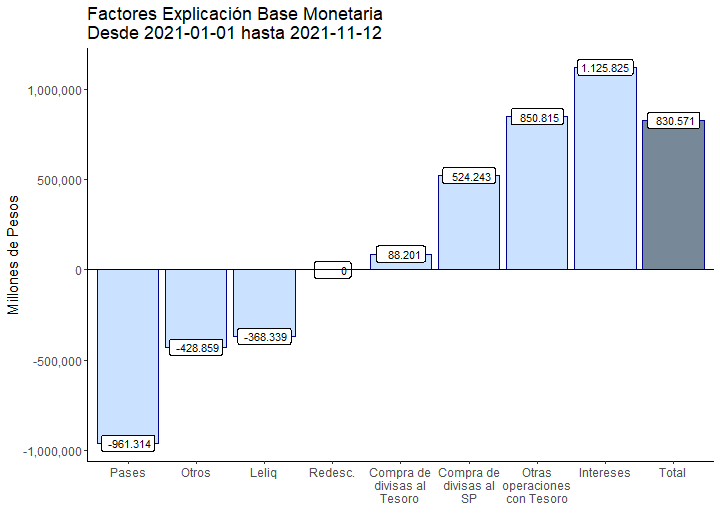 Factores Explicación Base Monetaria
Desde 2021-01-01 hasta 2021-11-12
Millones de Pesos
1,000,000
500,000
0
-500,000
-1,000,000
-961.314
-428.859
-368.339
0
88.201
524.243
850.815
1.125.825
830.571
Pases
Otros
Leliq
Redesc.
Compra de
divisas al
Tesoro
Compra de
divisas al
SP
Otras
operaciones
con Tesoro
Intereses
Total